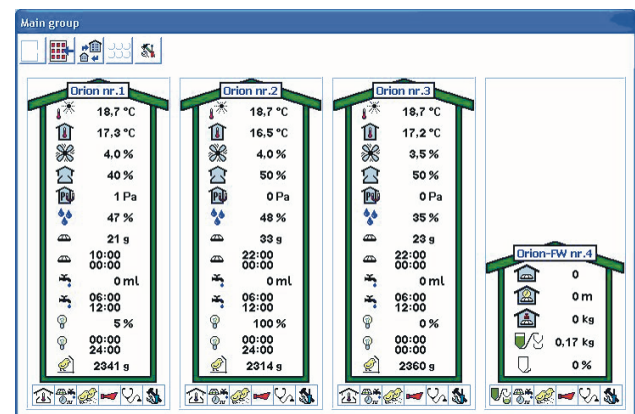 Main group
Orion nr.1
18,7 °C
17,3 °C
4,0 %
40 %
1 Pa
47 %
21 g
10:00
00:00
0 ml
06:00
12:00
5 %
00:00
24:00
2341 g
Orion nr.2
18,7 °C
16,5 °C
4,0 %
50 %
0 Pa
48 %
33 g
22:00
00:00
0 ml
06:00
12:00
100 %
00:00
24:00
2314 g
Orion nr.3
18,7 °C
17,2 °C
3,5 %
50 %
0 Pa
35 %
23 g
22:00
00:00
0 ml
06:00
12:00
0 %
00:00
00:00
2360 g
Orion-FW nr.4
0
0 m
0 kg
0,17 kg
0 %